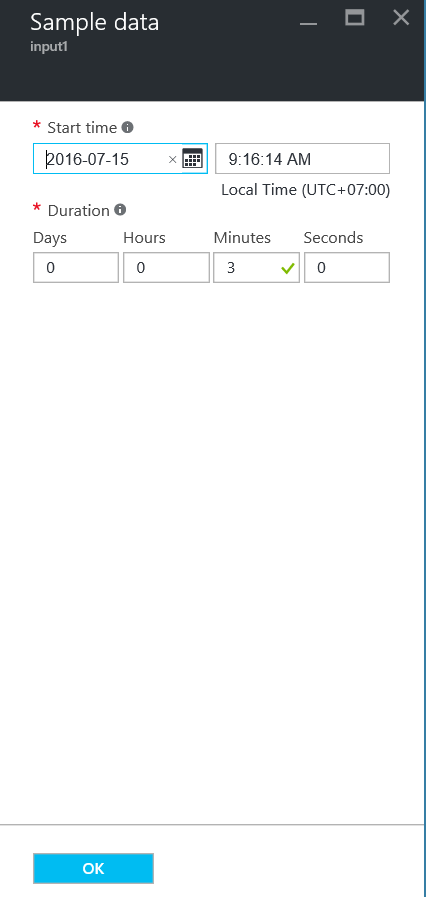 Sample data
input1
* Start time
2016-07-15 × 9:16:14 AM
Local Time (UTC+07:00)
* Duration
Days Hours Minutes Seconds
0 0 3 0
OK